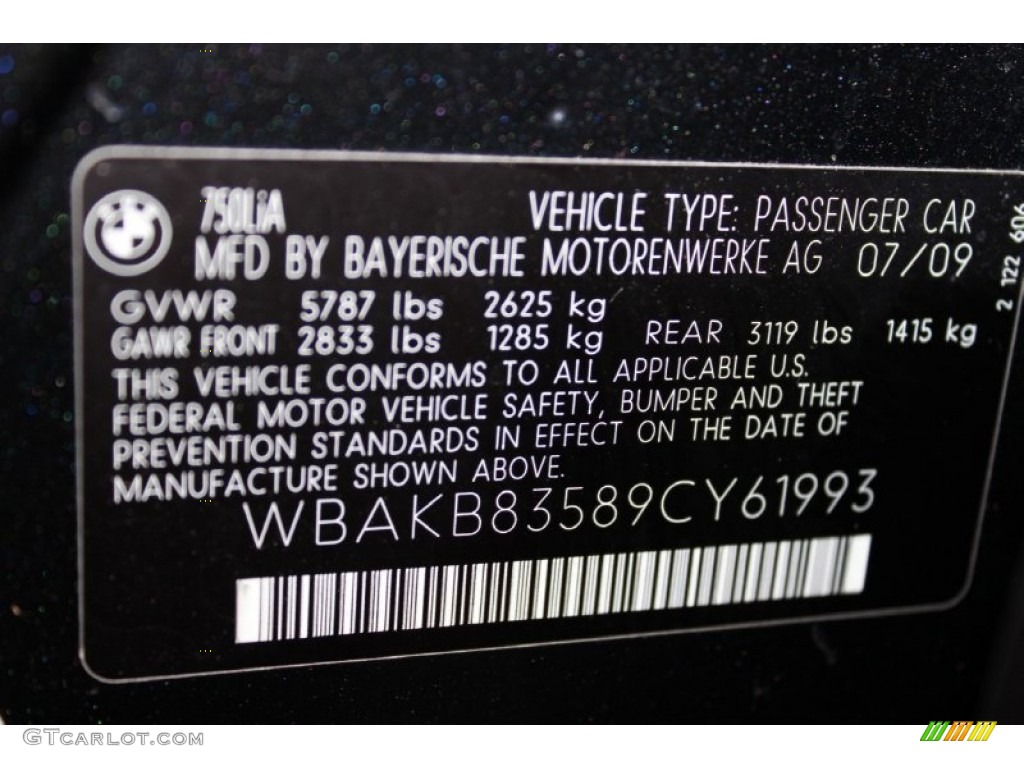 750LiA VEHICLE TYPE: PASSENGER CAR
MFD BY BAYERISCHE MOTORENWERKE AG 07/09
GVWR 5787 lbs 2625 kg
GAWR FRONT 2833 lbs 1285 kg REAR 3119 lbs 1415 kg
THIS VEHICLE CONFORMS TO ALL APPLICABLE U.S.
FEDERAL MOTOR VEHICLE SAFETY, BUMPER AND THEFT
PREVENTION STANDARDS IN EFFECT ON THE DATE OF
MANUFACTURE SHOWN ABOVE.
WBAKB83589CY61993
2 122 606
GTCARLOT.COM